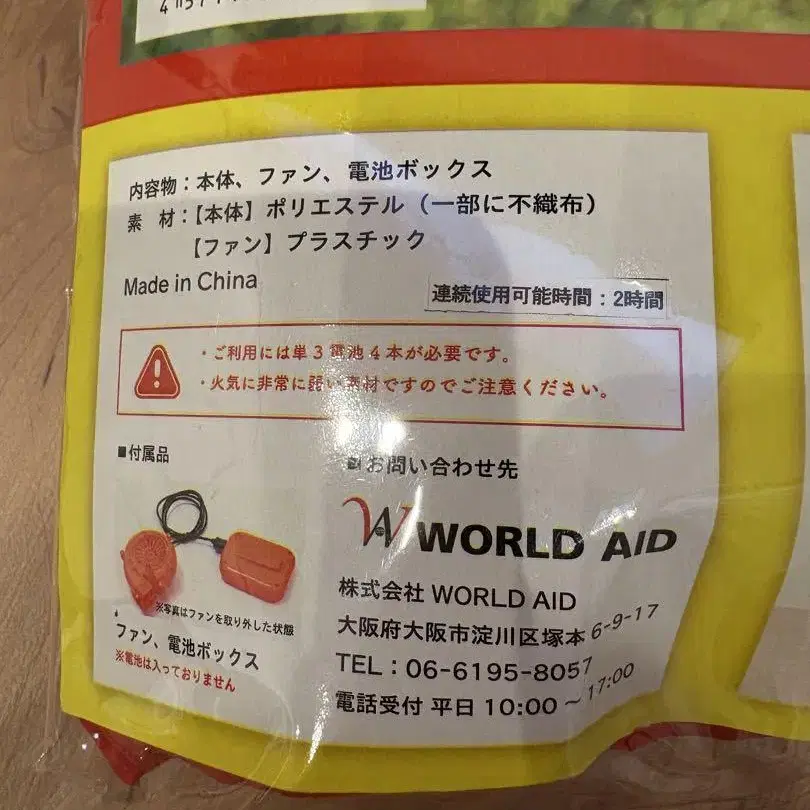 内容物：本体、ファン、電池ボックス
素　材：【本体】ポリエステル（一部に不織布）
【ファン】プラスチック
Made in China
連続使用可能時間：2時間
・ご利用には単３電池４本が必要です。
・火気に非常に弱い素材ですのでご注意ください。
■付属品
※写真はファンを取り外した状態
ファン、電池ボックス
※電池は入っておりません
■お問い合わせ先
WORLD AID
株式会社 WORLD AID
大阪府大阪市淀川区塚本 6-9-17
TEL：06-6195-8057
電話受付 平日 10:00 ～ 17:00